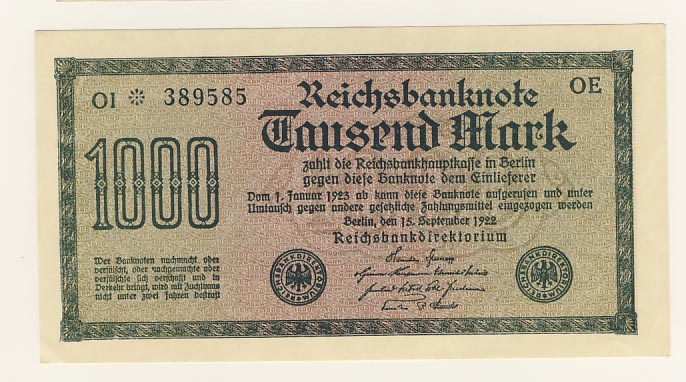 OI * 389585
Reichsbanknote
OE
Tausend Mark
1000
zahlt die Reichsbankhauptkasse in Berlin
gegen diese Banknote dem Einlieferer
Vom 1. Januar 1923 ab kann diese Banknote aufgerufen und unter
Umtausch gegen andere gesetzliche Zahlungsmittel eingezogen werden
Berlin, den 15. September 1922
Reichsbankdirektorium
Wer Banknoten nachmacht oder
verfälscht, oder nachgemachte oder
verfälschte sich verschafft und in
Verkehr bringt, wird mit Zuchthaus
nicht unter zwei Jahren bestraft
REICHSBANKDIREKTORIUM
REICHSBANKDIREKTORIUM